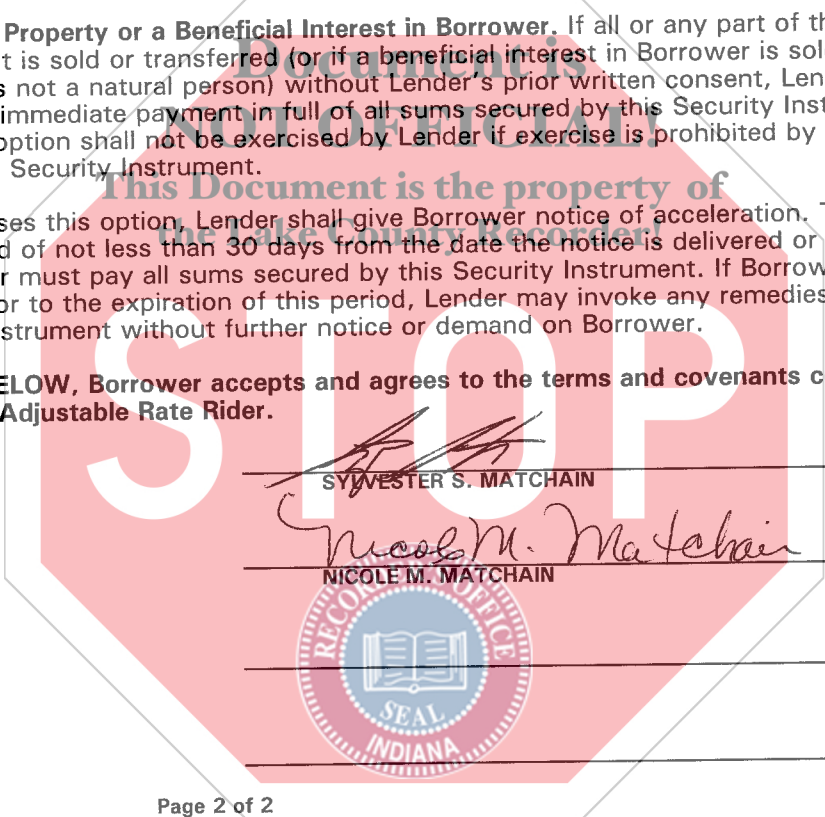 Property or a Beneficial Interest in Borrower. If all or any part of th
t is sold or transferred (or if a beneficial interest in Borrower is sol
s not a natural person) without Lender's prior written consent, Len
immediate payment in full of all sums secured by this Security Inst
option shall not be exercised by Lender if exercise is prohibited by
Security Instrument.
Document is
NOT OFFICIAL!
This Document is the property of
the Lake County Recorder!
ses this option, Lender shall give Borrower notice of acceleration. T
d of not less than 30 days from the date the notice is delivered or
r must pay all sums secured by this Security Instrument. If Borrow
or to the expiration of this period, Lender may invoke any remedies
strument without further notice or demand on Borrower.
STOP
ELOW, Borrower accepts and agrees to the terms and covenants c
Adjustable Rate Rider.
SYLVESTER S. MATCHAIN
Nicole M. Matchain
NICOLE M. MATCHAIN
RECORDER'S OFFICE
SEAL
INDIANA
Page 2 of 2